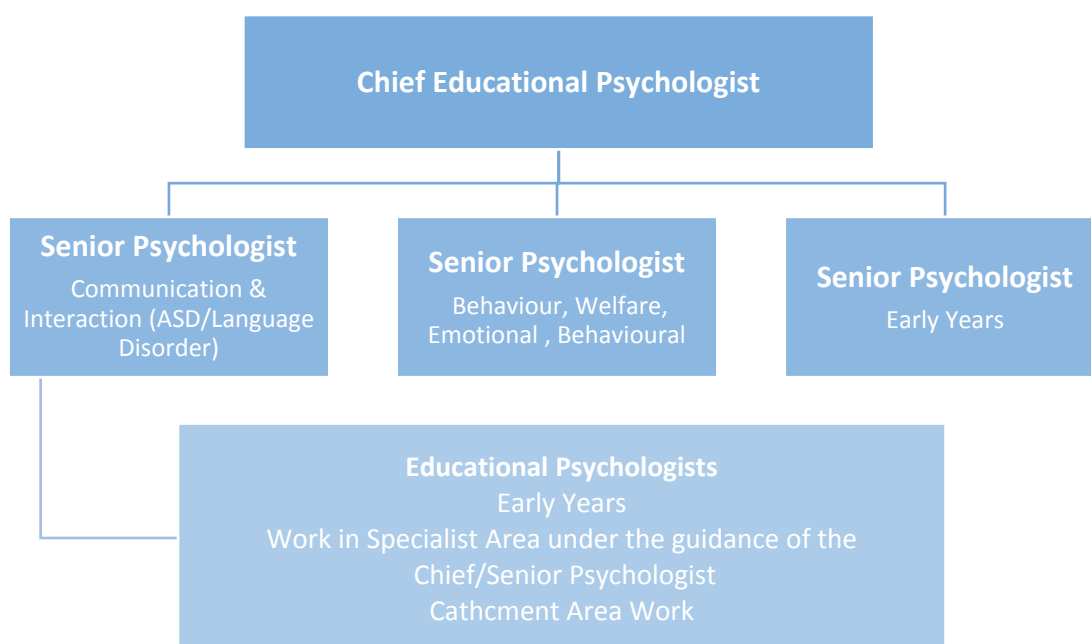 Chief Educational Psychologist
Senior Psychologist
Communication &
Interaction (ASD/Language
Disorder)
Senior Psychologist
Behaviour, Welfare,
Emotional , Behavioural
Senior Psychologist
Early Years
Educational Psychologists
Early Years
Work in Specialist Area under the guidance of the
Chief/Senior Psychologist
Cathcment Area Work